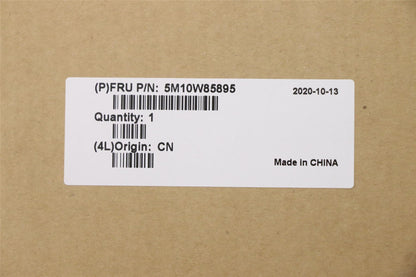 (P)FRU P/N: 5M10W85895
2020-10-13
Quantity: 1
(4L)Origin: CN
Made in CHINA